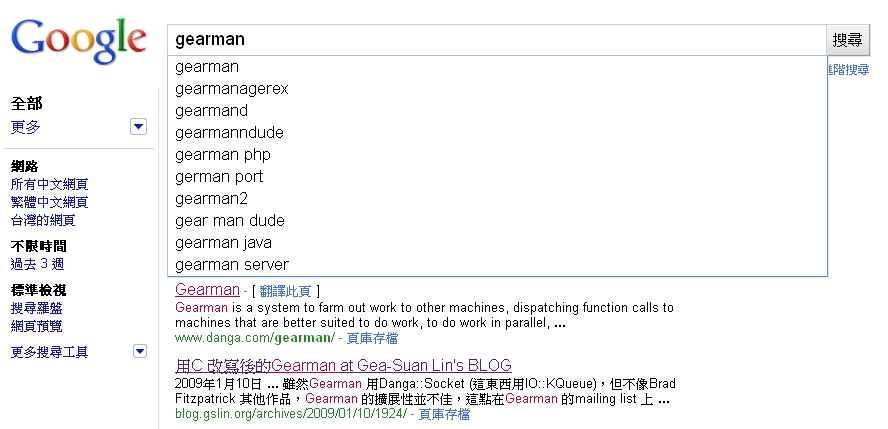 Google
gearman
搜尋
gearman
gearmanagerex
gearmand
gearmanndude
gearman php
german port
gearman2
gear man dude
gearman java
gearman server
進階搜尋
全部
更多
網路
所有中文網頁
繁體中文網頁
台灣的網頁
不限時間
過去 3 週
標準檢視
搜尋羅盤
網頁預覽
更多搜尋工具
Gearman - [ 翻譯此頁 ]
Gearman is a system to farm out work to other machines, dispatching function calls to
machines that are better suited to do work, to do work in parallel, ...
www.danga.com/gearman/ - 頁庫存檔
用C 改寫後的Gearman at Gea-Suan Lin's BLOG
2009年1月10日 ... 雖然Gearman 用Danga::Socket (這東西用IO::KQueue)，但不像Brad
Fitzpatrick 其他作品，Gearman 的擴展性並不佳，這點在Gearman 的mailing list 上 ...
blog.gslin.org/archives/2009/01/10/1924/ - 頁庫存檔